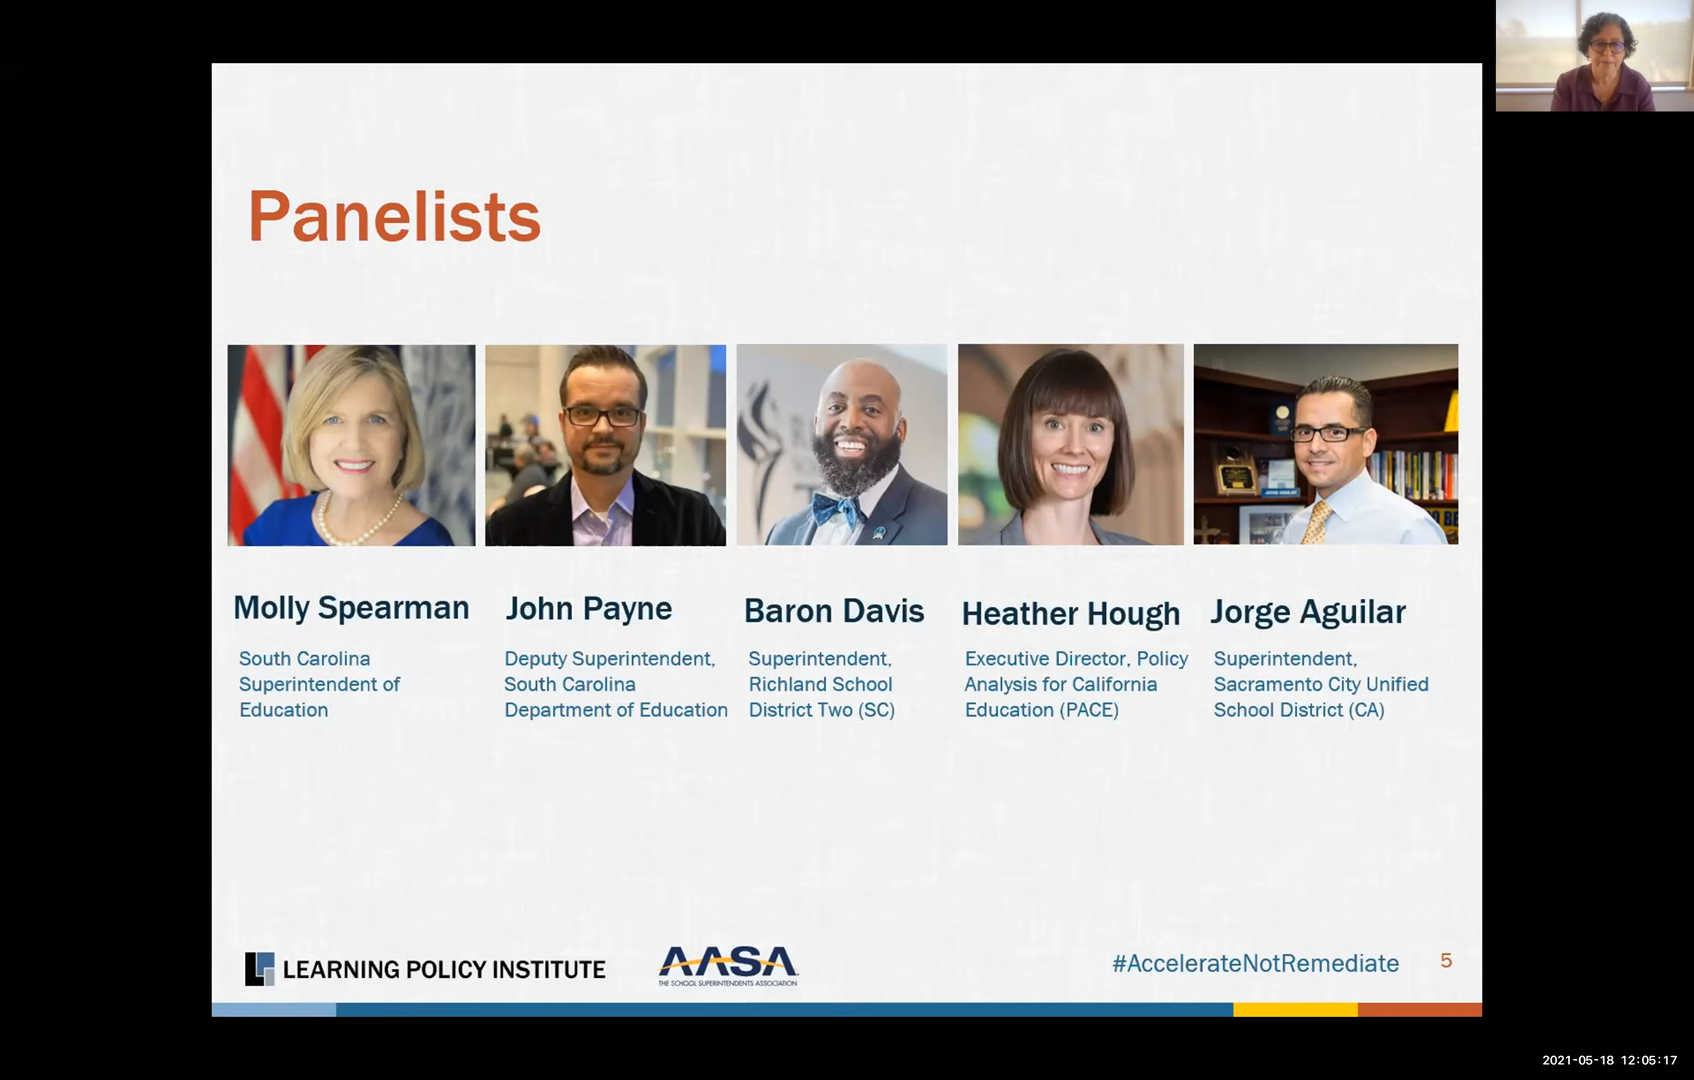 Panelists
Molly Spearman
South Carolina
Superintendent of
Education
John Payne
Deputy Superintendent,
South Carolina
Department of Education
Baron Davis
Superintendent,
Richland School
District Two (SC)
Heather Hough
Executive Director, Policy
Analysis for California
Education (PACE)
Jorge Aguilar
Superintendent,
Sacramento City Unified
School District (CA)
LEARNING POLICY INSTITUTE
AASA
THE SCHOOL SUPERINTENDENTS ASSOCIATION
#AccelerateNotRemediate
5
2021-05-18 12:05:17